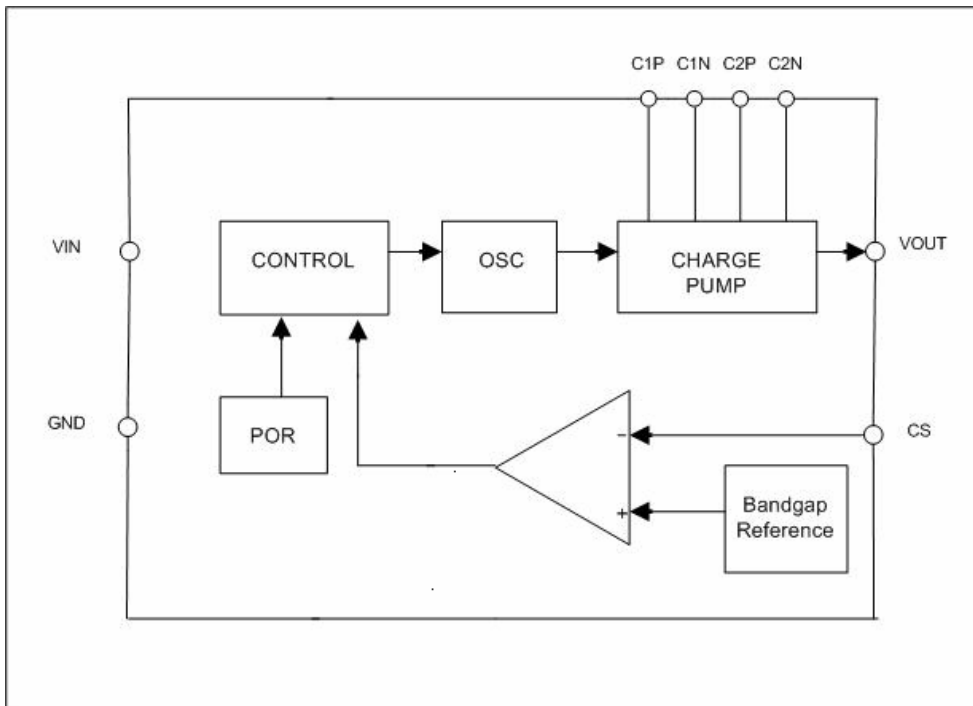 C1P C1N C2P C2N
VIN
CONTROL
OSC
CHARGE
PUMP
VOUT
GND
POR
-
CS
+
Bandgap
Reference